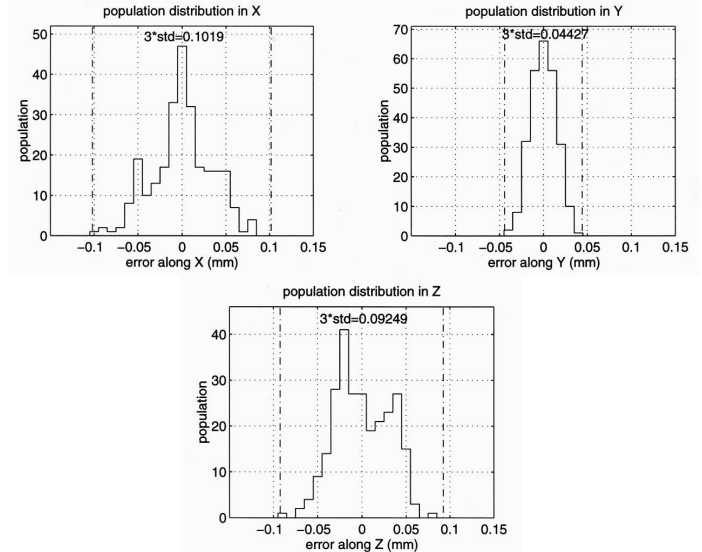 population distribution in X
3*std=0.1019
50
40
30
20
10
0
population
−0.1 −0.05 0 0.05 0.1 0.15
error along X (mm)
population distribution in Y
3*std=0.04427
70
60
50
40
30
20
10
0
population
−0.1 −0.05 0 0.05 0.1 0.15
error along Y (mm)
population distribution in Z
3*std=0.09249
40
30
20
10
0
population
−0.1 −0.05 0 0.05 0.1 0.15
error along Z (mm)